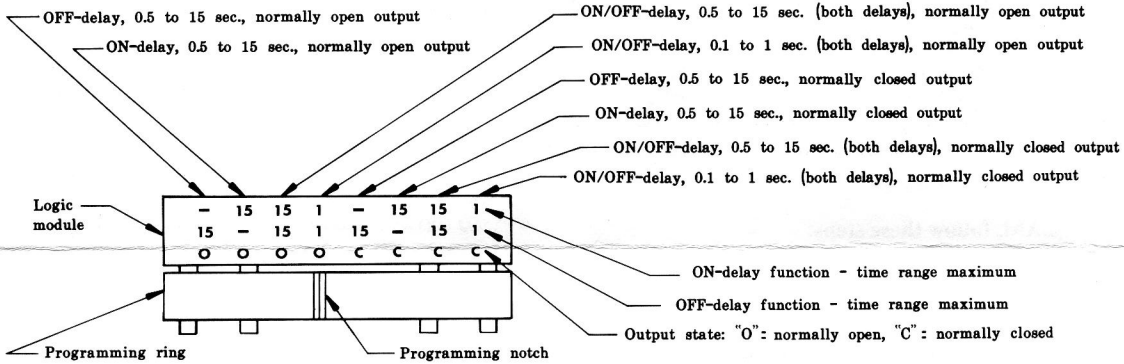 OFF-delay, 0.5 to 15 sec., normally open output
ON-delay, 0.5 to 15 sec., normally open output
ON/OFF-delay, 0.5 to 15 sec. (both delays), normally open output
ON/OFF-delay, 0.1 to 1 sec. (both delays), normally open output
OFF-delay, 0.5 to 15 sec., normally closed output
ON-delay, 0.5 to 15 sec., normally closed output
ON/OFF-delay, 0.5 to 15 sec. (both delays), normally closed output
ON/OFF-delay, 0.1 to 1 sec. (both delays), normally closed output
Logic
module
- 15 15 1 - 15 15 1
15 - 15 1 15 - 15 1
O O O O C C C C
ON-delay function - time range maximum
OFF-delay function - time range maximum
Output state: "O": normally open, "C": normally closed
Programming ring
Programming notch